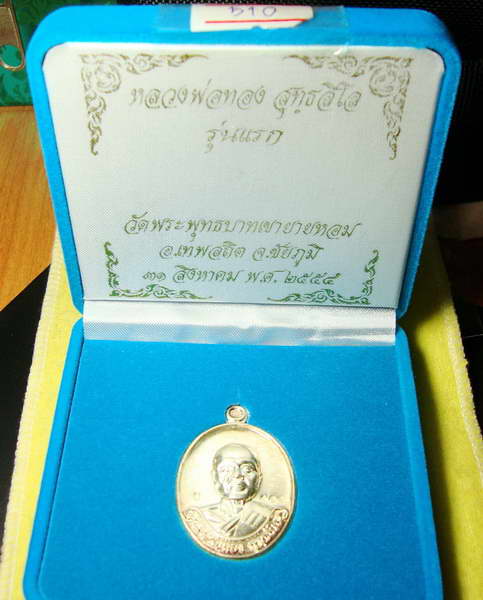 510
หลวงพ่อทอง สุทธสีโล
รุ่นแรก
วัดพระพุทธบาทเขายายหอม
อ.เทพสถิต จ.ชัยภูมิ
๓๑ สิงหาคม พ.ศ. ๒๕๕๔